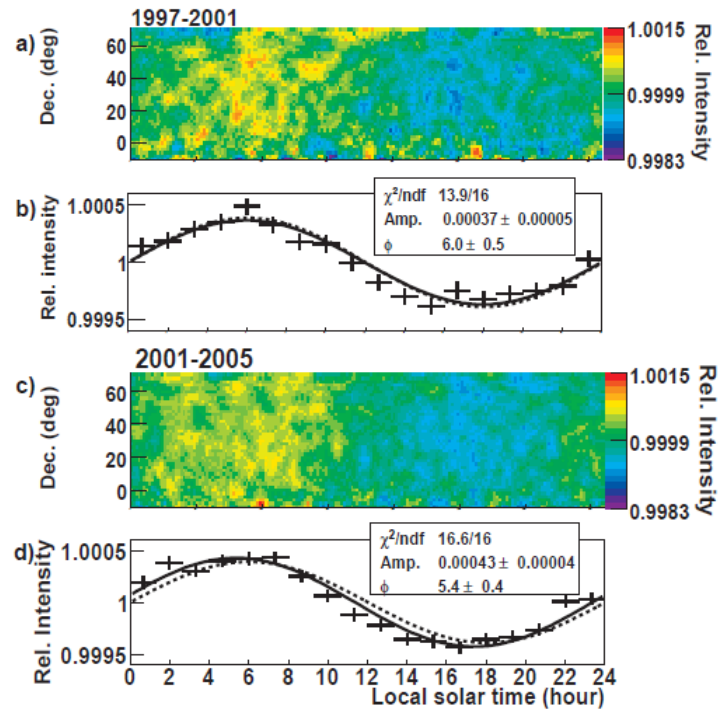 1997-2001
a)
Dec. (deg)
60
40
20
0
1.0015
0.9999
0.9983
Rel. Intensity
b)
Rel. intensity
1.0005
1
0.9995
χ²/ndf 13.9/16
Amp. 0.00037 ± 0.00005
ϕ 6.0 ± 0.5
2001-2005
c)
Dec. (deg)
60
40
20
0
1.0015
0.9999
0.9983
Rel. Intensity
d)
Rel. Intensity
1.0005
1
0.9995
χ²/ndf 16.6/16
Amp. 0.00043 ± 0.00004
ϕ 5.4 ± 0.4
0 2 4 6 8 10 12 14 16 18 20 22 24
Local solar time (hour)